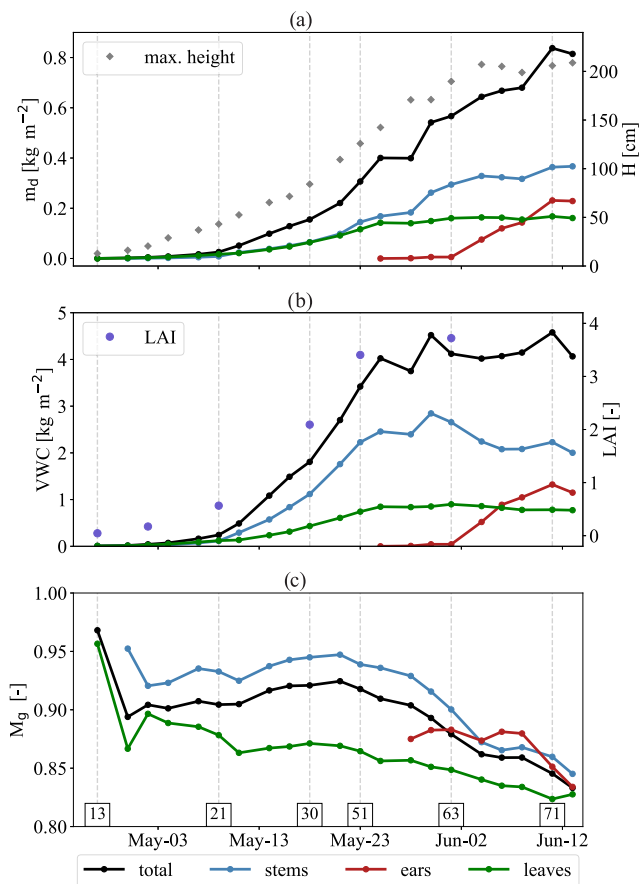 (a)
max. height
0.8
0.6
0.4
0.2
0.0
m_d [kg m⁻²]
200
150
100
50
0
H [cm]
(b)
LAI
5
4
3
2
1
0
VWC [kg m⁻²]
4
3
2
1
0
LAI [-]
(c)
1.00
0.95
0.90
0.85
0.80
M_g [-]
13 21 30 51 63 71
May-03 May-13 May-23 Jun-02 Jun-12
total stems ears leaves